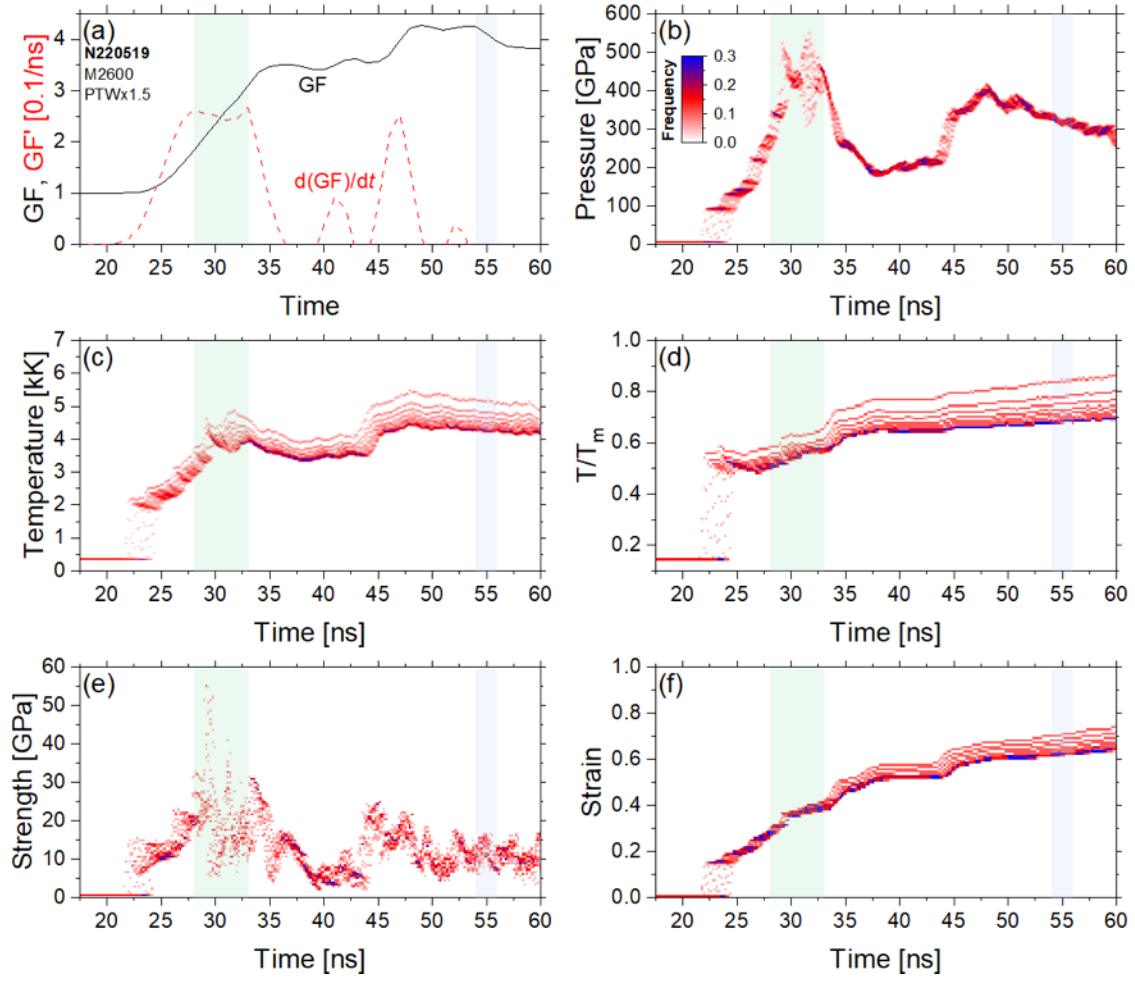 (a)
N220519
M2600
PTWx1.5
GF
d(GF)/dt
GF, GF' [0.1/ns]
4
3
2
1
0
20 25 30 35 40 45 50 55 60
Time
(b)
Frequency
0.3
0.2
0.1
0.0
Pressure [GPa]
600
500
400
300
200
100
0
20 25 30 35 40 45 50 55 60
Time [ns]
(c)
Temperature [kK]
7
6
5
4
3
2
1
0
20 25 30 35 40 45 50 55 60
Time [ns]
(d)
T/Tm
1.0
0.8
0.6
0.4
0.2
20 25 30 35 40 45 50 55 60
Time [ns]
(e)
Strength [GPa]
60
50
40
30
20
10
0
20 25 30 35 40 45 50 55 60
Time [ns]
(f)
Strain
1.0
0.8
0.6
0.4
0.2
0.0
20 25 30 35 40 45 50 55 60
Time [ns]